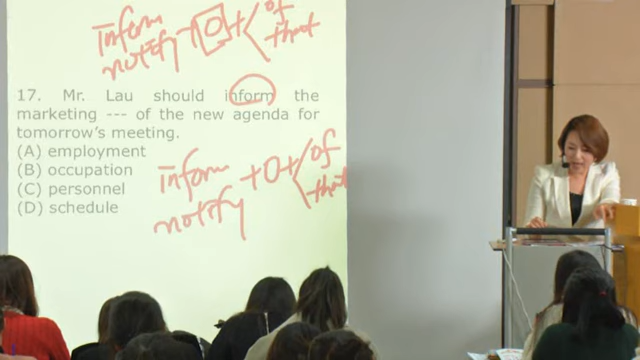 inform
notify + O + < of
that
17. Mr. Lau should inform the
marketing --- of the new agenda for
tomorrow's meeting.
(A) employment
(B) occupation
(C) personnel
(D) schedule
inform
notify + O + < of
that